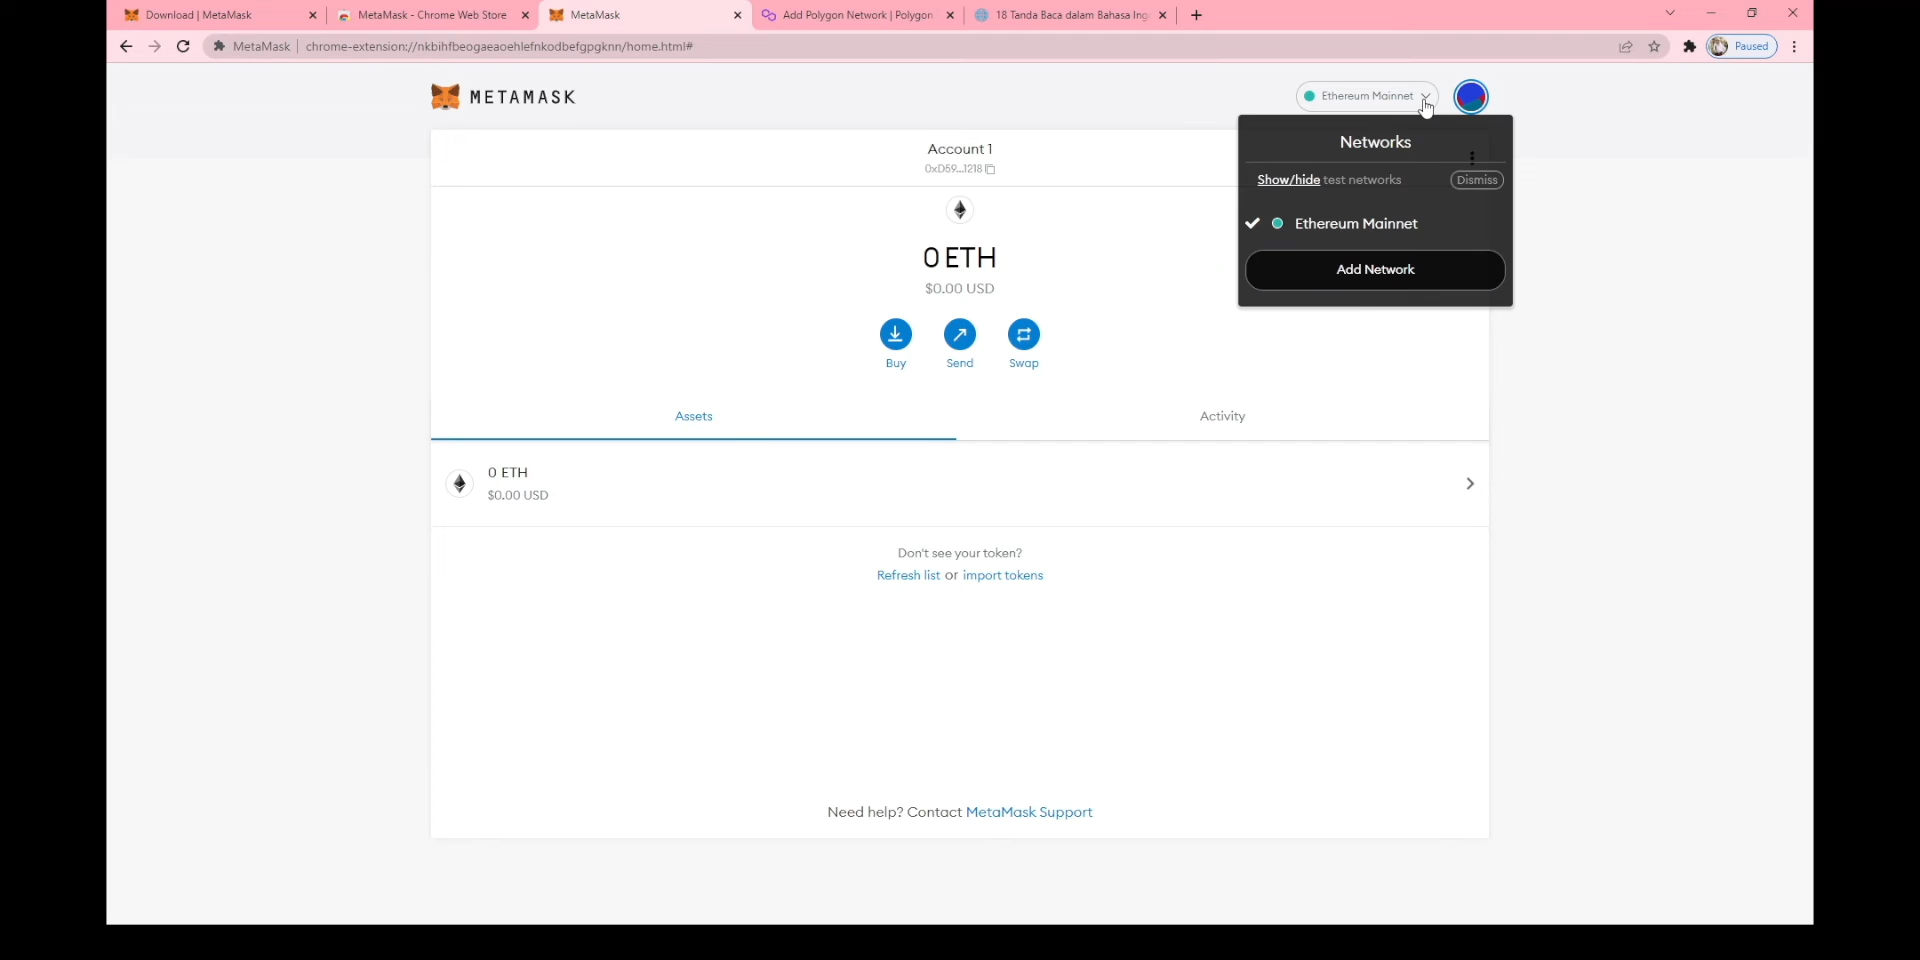 Download | MetaMask
MetaMask - Chrome Web Store
MetaMask
Add Polygon Network | Polygon
18 Tanda Baca dalam Bahasa Ing
MetaMask
chrome-extension://nkbihfbeogaeaoehlefnkodbefgpgknn/home.html#
Paused
METAMASK
Ethereum Mainnet
Networks
Show/hide test networks
Dismiss
Ethereum Mainnet
Add Network
Account 1
0xD59...1218
0 ETH
$0.00 USD
Buy
Send
Swap
Assets
Activity
0 ETH
$0.00 USD
Don't see your token?
Refresh list or import tokens
Need help? Contact MetaMask Support